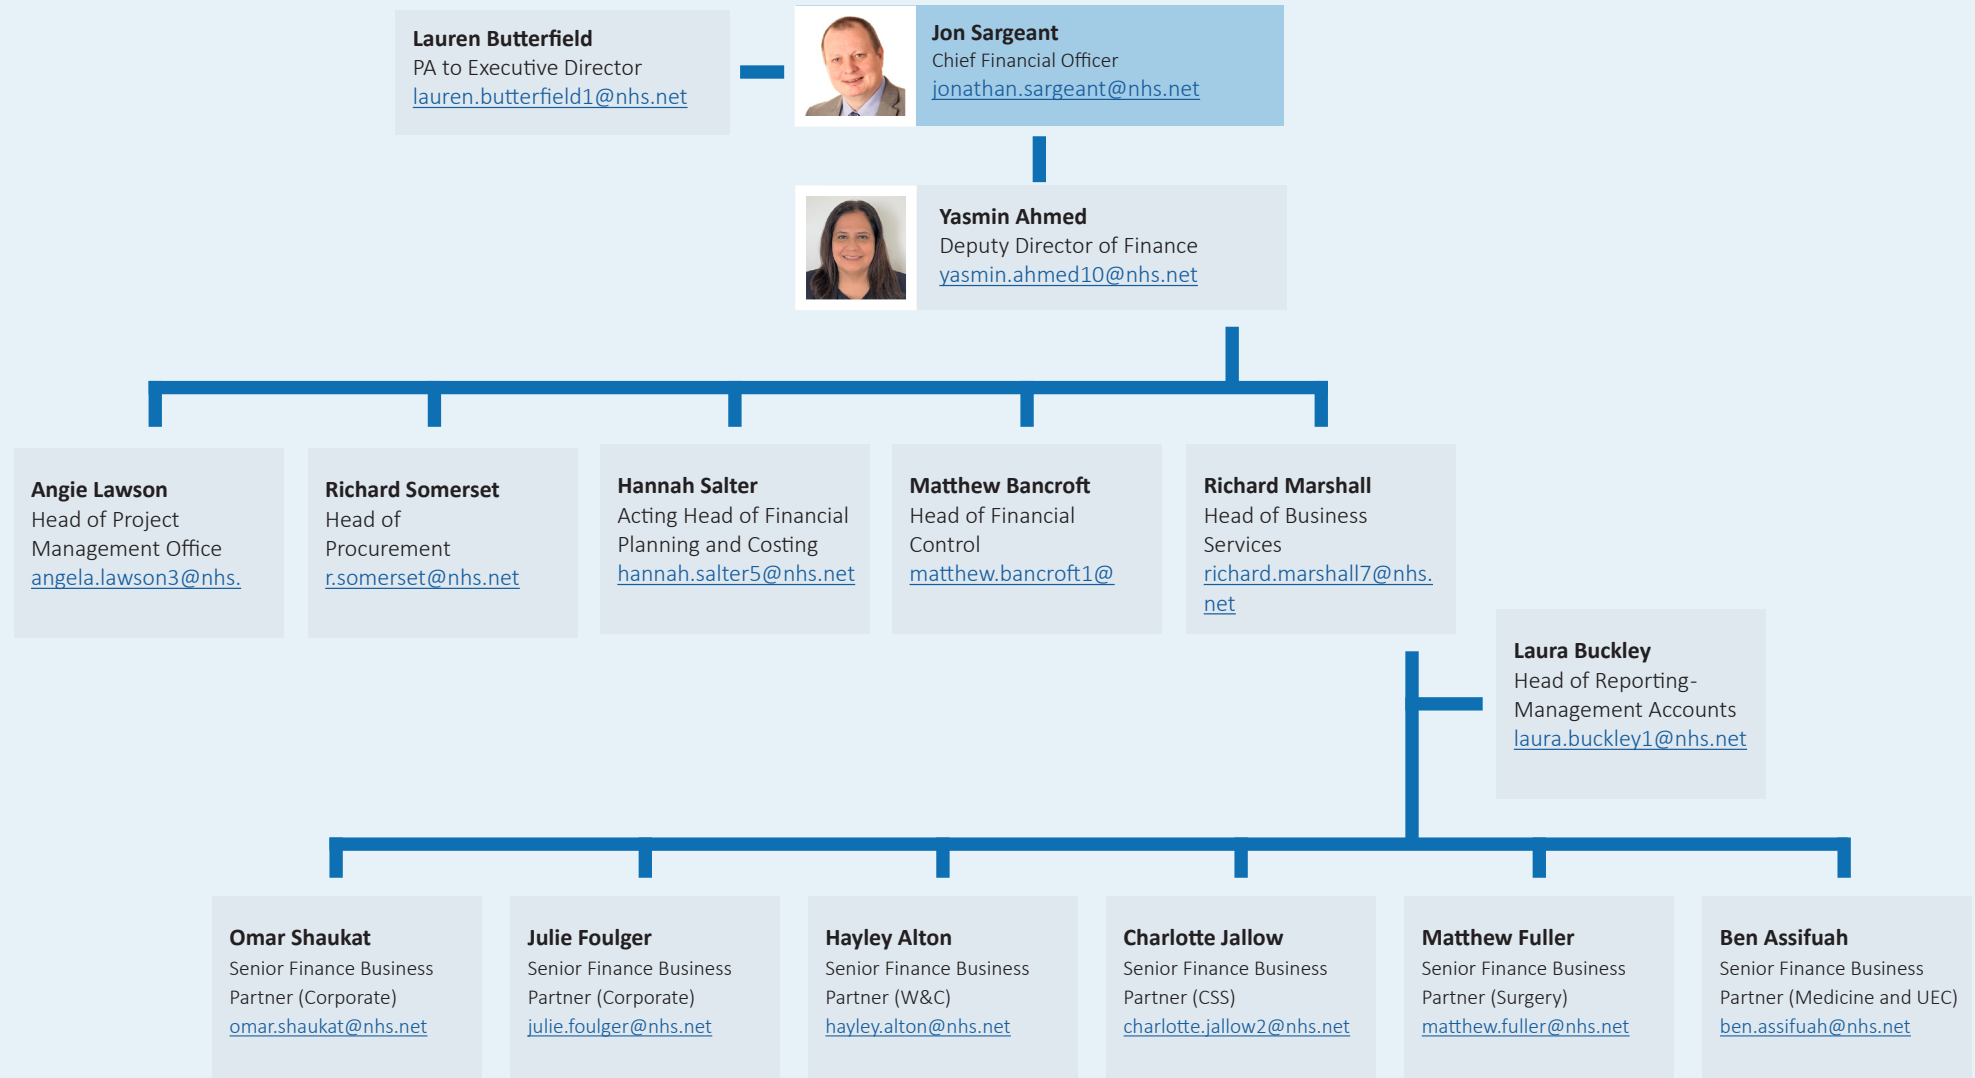 Lauren Butterfield
PA to Executive Director
lauren.butterfield1@nhs.net
Jon Sargeant
Chief Financial Officer
jonathan.sargeant@nhs.net
Yasmin Ahmed
Deputy Director of Finance
yasmin.ahmed10@nhs.net
Angie Lawson
Head of Project
Management Office
angela.lawson3@nhs.
Richard Somerset
Head of
Procurement
r.somerset@nhs.net
Hannah Salter
Acting Head of Financial
Planning and Costing
hannah.salter5@nhs.net
Matthew Bancroft
Head of Financial
Control
matthew.bancroft1@
Richard Marshall
Head of Business
Services
richard.marshall7@nhs.
net
Laura Buckley
Head of Reporting-
Management Accounts
laura.buckley1@nhs.net
Omar Shaukat
Senior Finance Business
Partner (Corporate)
omar.shaukat@nhs.net
Julie Foulger
Senior Finance Business
Partner (Corporate)
julie.foulger@nhs.net
Hayley Alton
Senior Finance Business
Partner (W&C)
hayley.alton@nhs.net
Charlotte Jallow
Senior Finance Business
Partner (CSS)
charlotte.jallow2@nhs.net
Matthew Fuller
Senior Finance Business
Partner (Surgery)
matthew.fuller@nhs.net
Ben Assifuah
Senior Finance Business
Partner (Medicine and UEC)
ben.assifuah@nhs.net